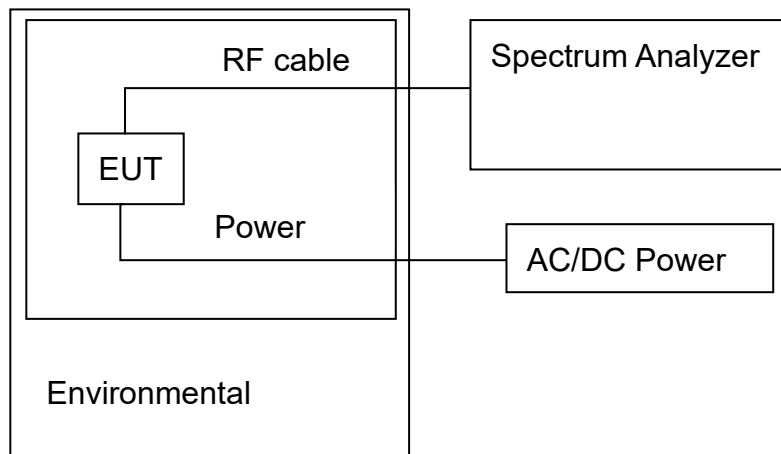 RF cable
Spectrum Analyzer
EUT
Power
AC/DC Power
Environmental